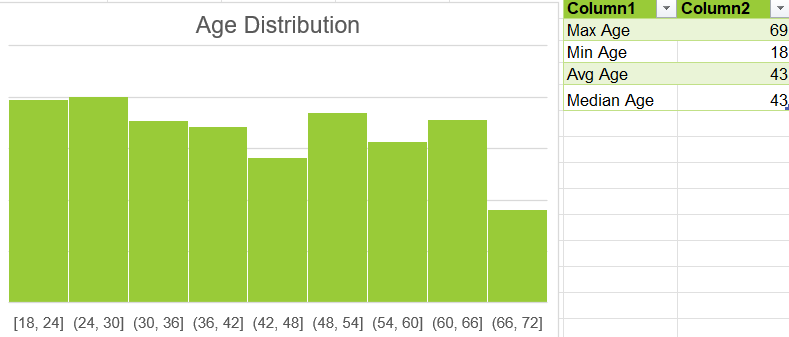 Age Distribution
[18, 24] (24, 30] (30, 36] (36, 42] (42, 48] (48, 54] (54, 60] (60, 66] (66, 72]
Column1 Column2
Max Age 69
Min Age 18
Avg Age 43
Median Age 43